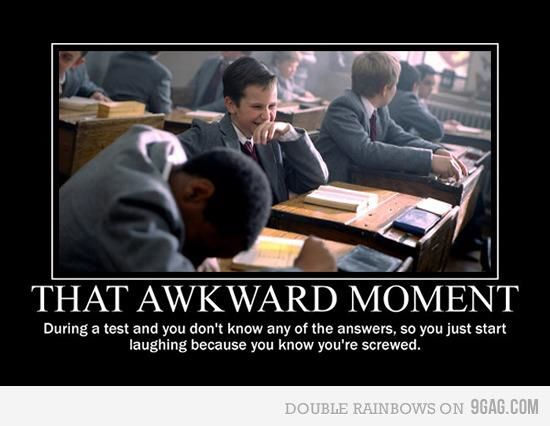 THAT AWKWARD MOMENT
During a test and you don't know any of the answers, so you just start
laughing because you know you're screwed.
DOUBLE RAINBOWS ON 9GAG.COM